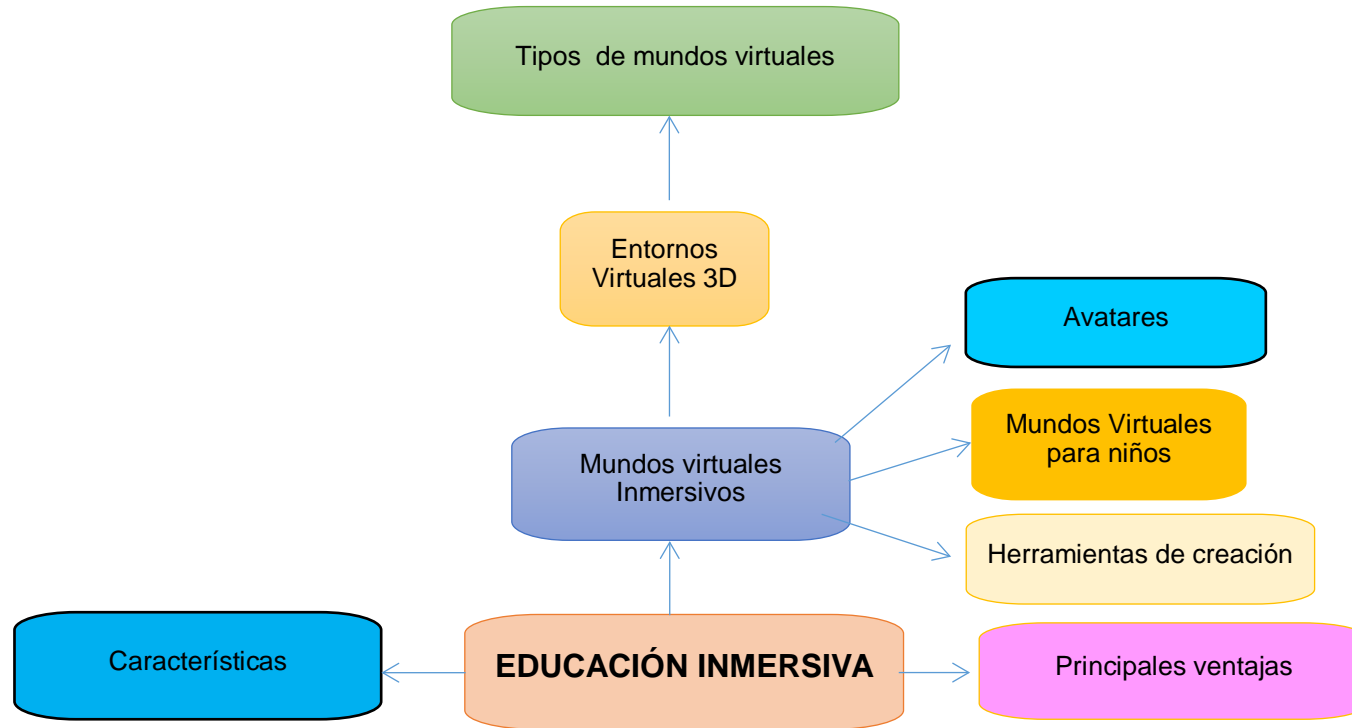 Tipos de mundos virtuales
Entornos
Virtuales 3D
Avatares
Mundos Virtuales
para niños
Mundos virtuales
Inmersivos
Herramientas de creación
Características
EDUCACIÓN INMERSIVA
Principales ventajas